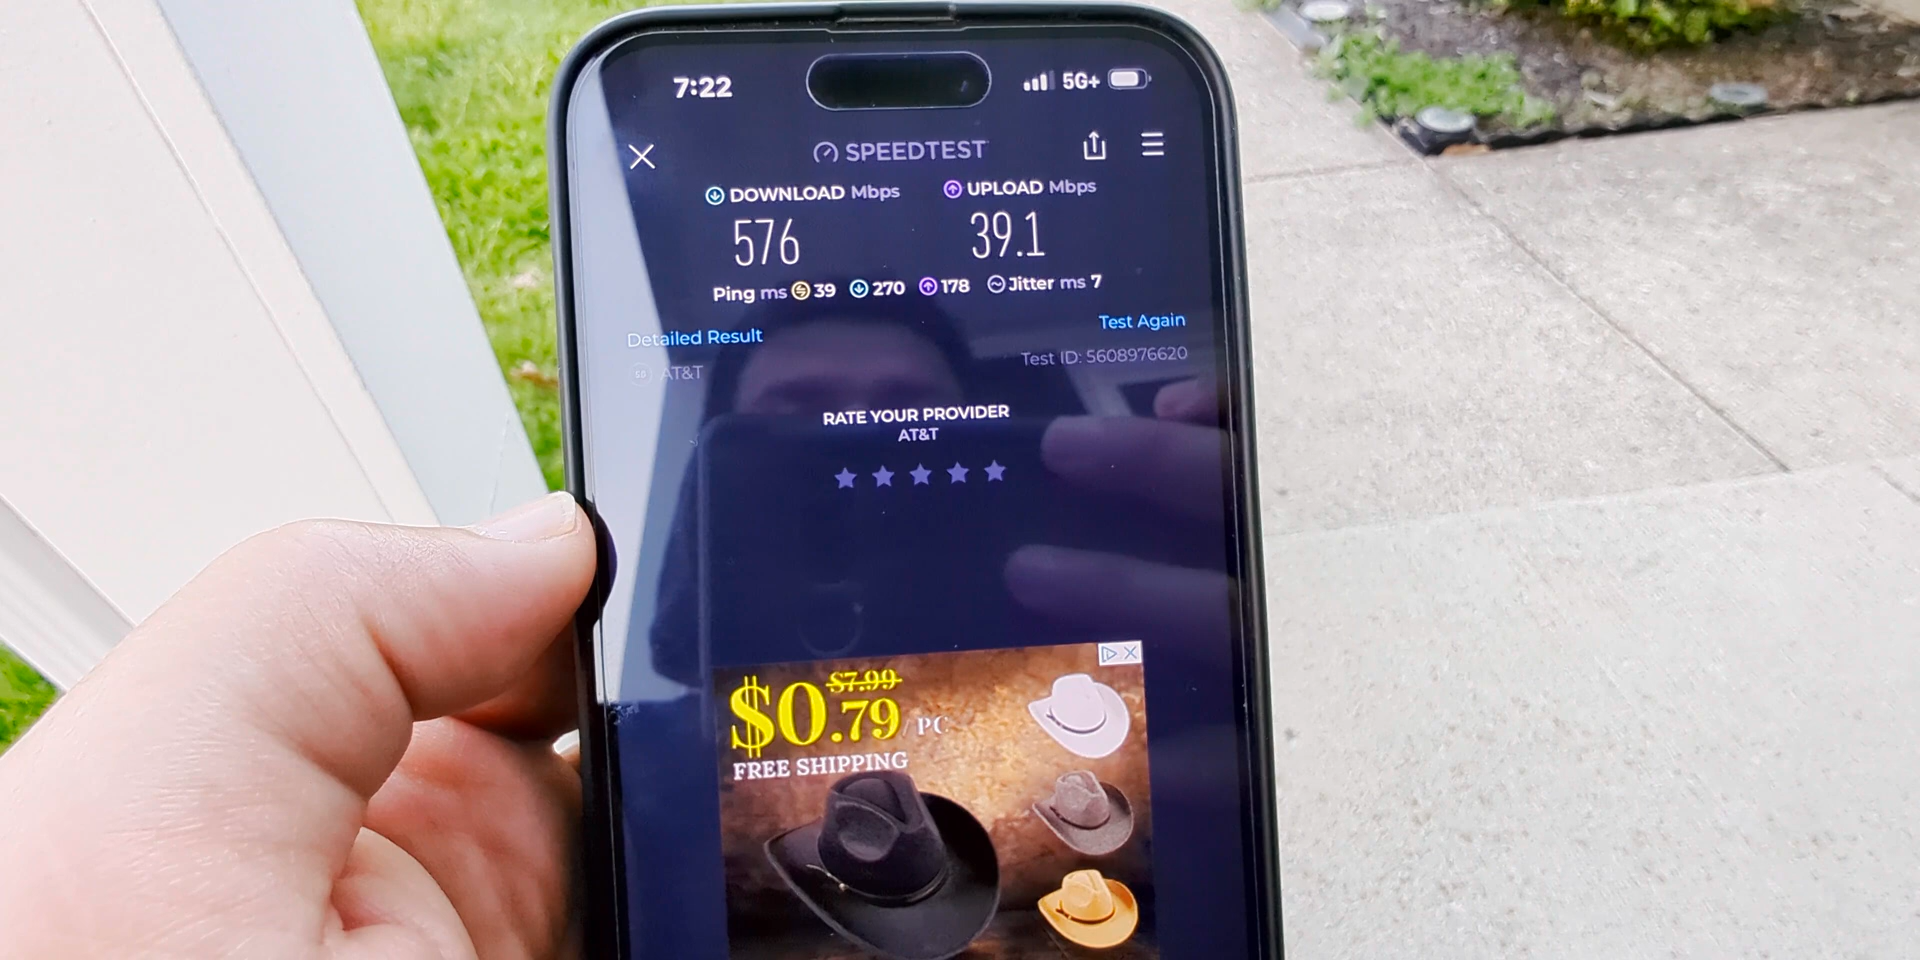 7:22 5G+
SPEEDTEST
DOWNLOAD Mbps UPLOAD Mbps
576 39.1
Ping ms 39 270 178 Jitter ms 7
Detailed Result Test Again
AT&T Test ID: 5608976620
RATE YOUR PROVIDER
AT&T
$7.99
$0.79 / PC
FREE SHIPPING